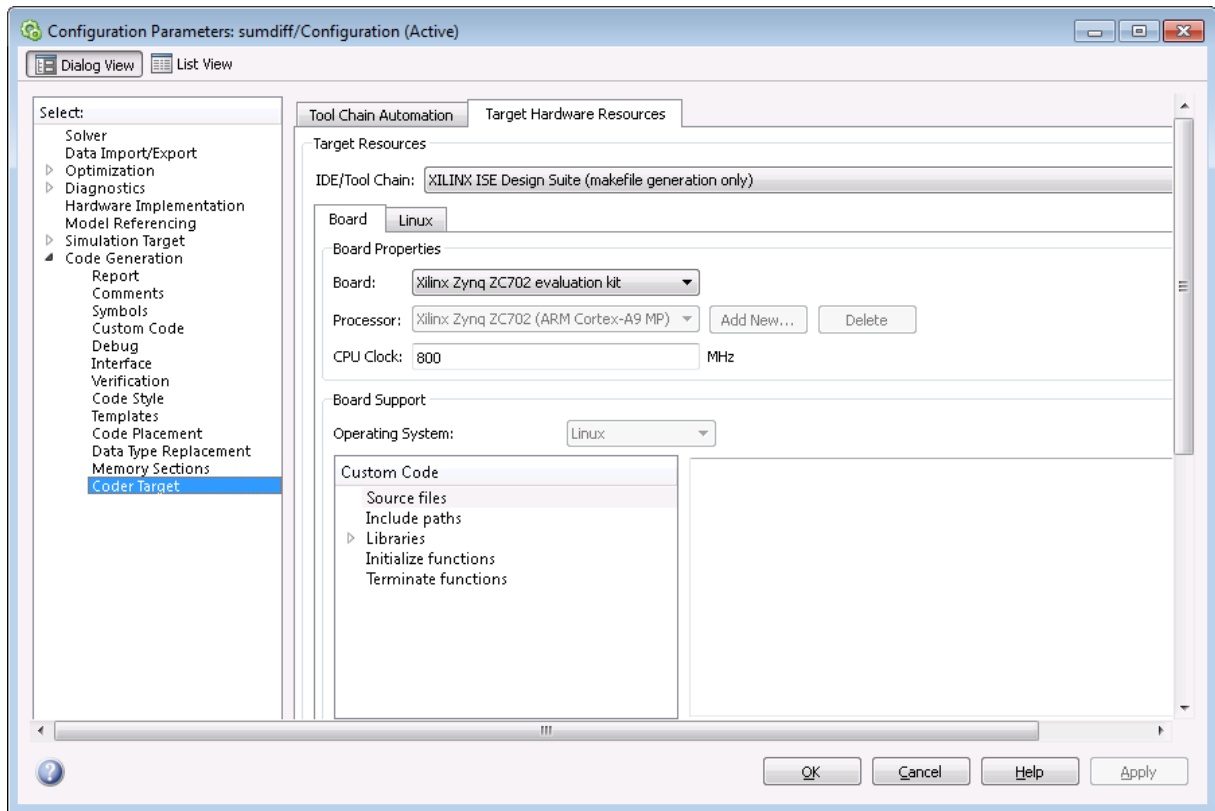 Configuration Parameters: sumdiff/Configuration (Active)
Dialog View List View
Select:
Solver
Data Import/Export
Optimization
Diagnostics
Hardware Implementation
Model Referencing
Simulation Target
Code Generation
Report
Comments
Symbols
Custom Code
Debug
Interface
Verification
Code Style
Templates
Code Placement
Data Type Replacement
Memory Sections
Coder Target
Tool Chain Automation Target Hardware Resources
Target Resources
IDE/Tool Chain: XILINX ISE Design Suite (makefile generation only)
Board Linux
Board Properties
Board: Xilinx Zynq ZC702 evaluation kit
Processor: Xilinx Zynq ZC702 (ARM Cortex-A9 MP) Add New... Delete
CPU Clock: 800 MHz
Board Support
Operating System: Linux
Custom Code
Source files
Include paths
Libraries
Initialize functions
Terminate functions
OK Cancel Help Apply